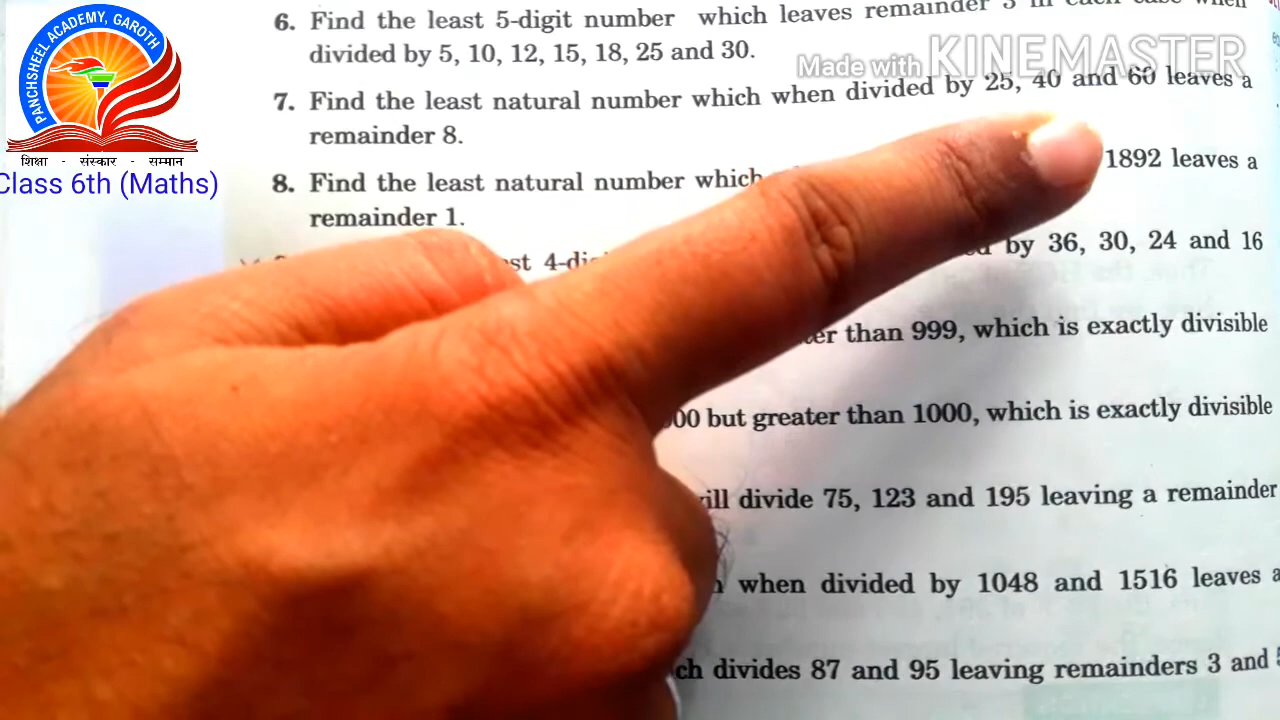 PANCHSHEEL ACADEMY, GAROTH
शिक्षा - संस्कार - सम्मान
Class 6th (Maths)
Made with KINEMASTER
6. Find the least 5-digit number which leaves remainder 3 in each case when
divided by 5, 10, 12, 15, 18, 25 and 30.
7. Find the least natural number which when divided by 25, 40 and 60 leaves a
remainder 8.
8. Find the least natural number which 1892 leaves a
remainder 1.
by 36, 30, 24 and 16
than 999, which is exactly divisible
but greater than 1000, which is exactly divisible
divide 75, 123 and 195 leaving a remainder
when divided by 1048 and 1516 leaves a
divides 87 and 95 leaving remainders 3 and